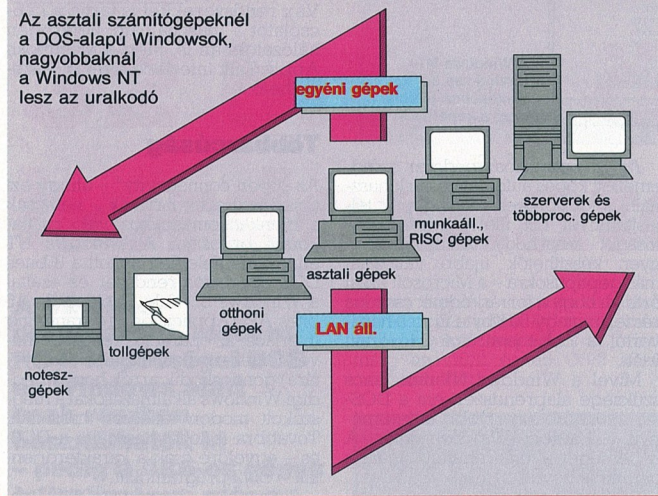 Az asztali számítógépeknél
a DOS-alapú Windowsok,
nagyobbaknál
a Windows NT
lesz az uralkodó
egyéni gépek
szerverek és
többproc. gépek
munkaáll.,
RISC gépek
asztali gépek
otthoni
gépek
LAN áll.
tollgépek
notesz-
gépek